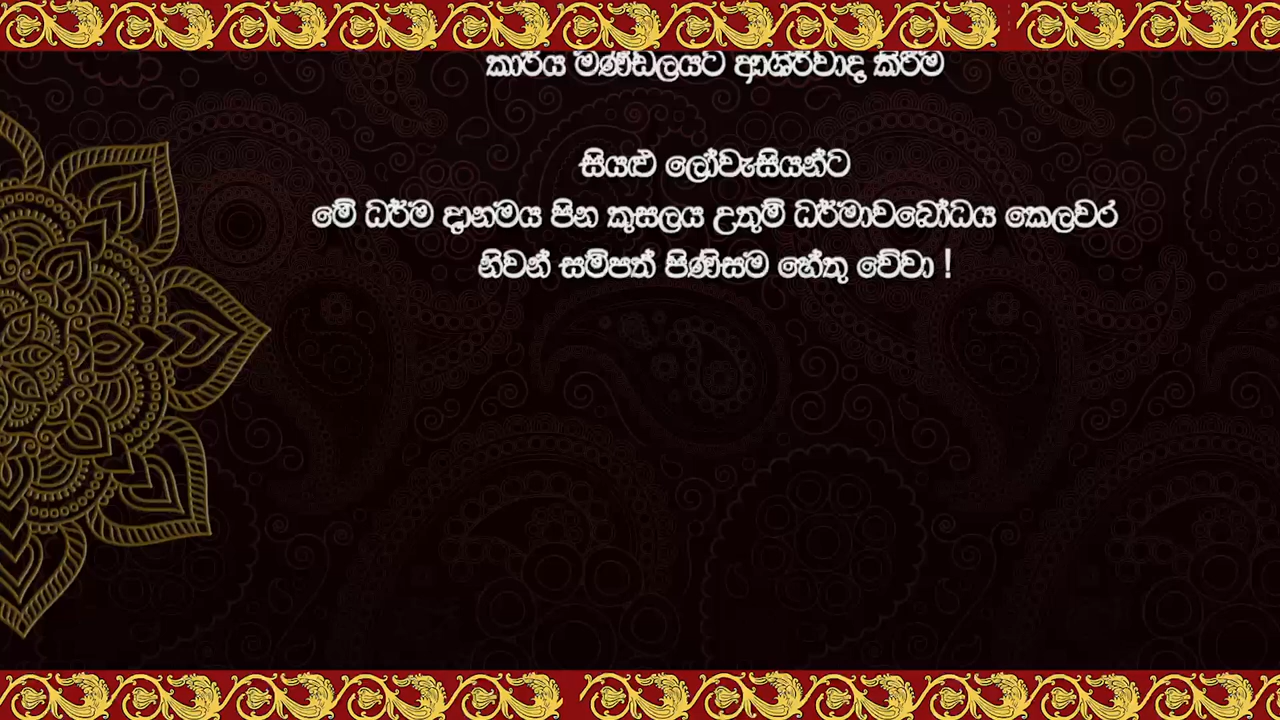 කාර්ය මණ්ඩලයට ආශිර්වාද කිරීම
සියළු ලෝවැසියන්ට
මේ ධර්ම දානමය පින කුසලය උතුම් ධර්මාවබෝධය කෙලවර
නිවන් සම්පත් පිණිසම හේතු වේවා !